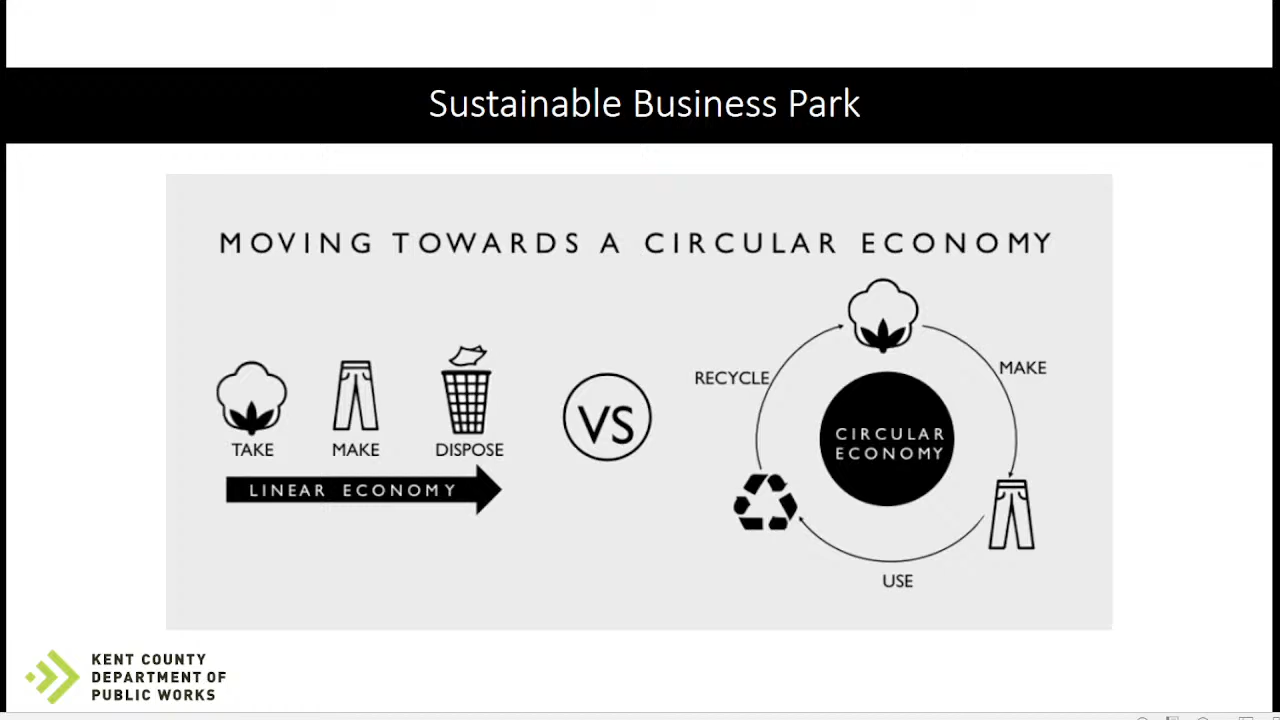 Sustainable Business Park
MOVING TOWARDS A CIRCULAR ECONOMY
TAKE
MAKE
DISPOSE
LINEAR ECONOMY
VS
RECYCLE
MAKE
CIRCULAR
ECONOMY
USE
KENT COUNTY
DEPARTMENT OF
PUBLIC WORKS